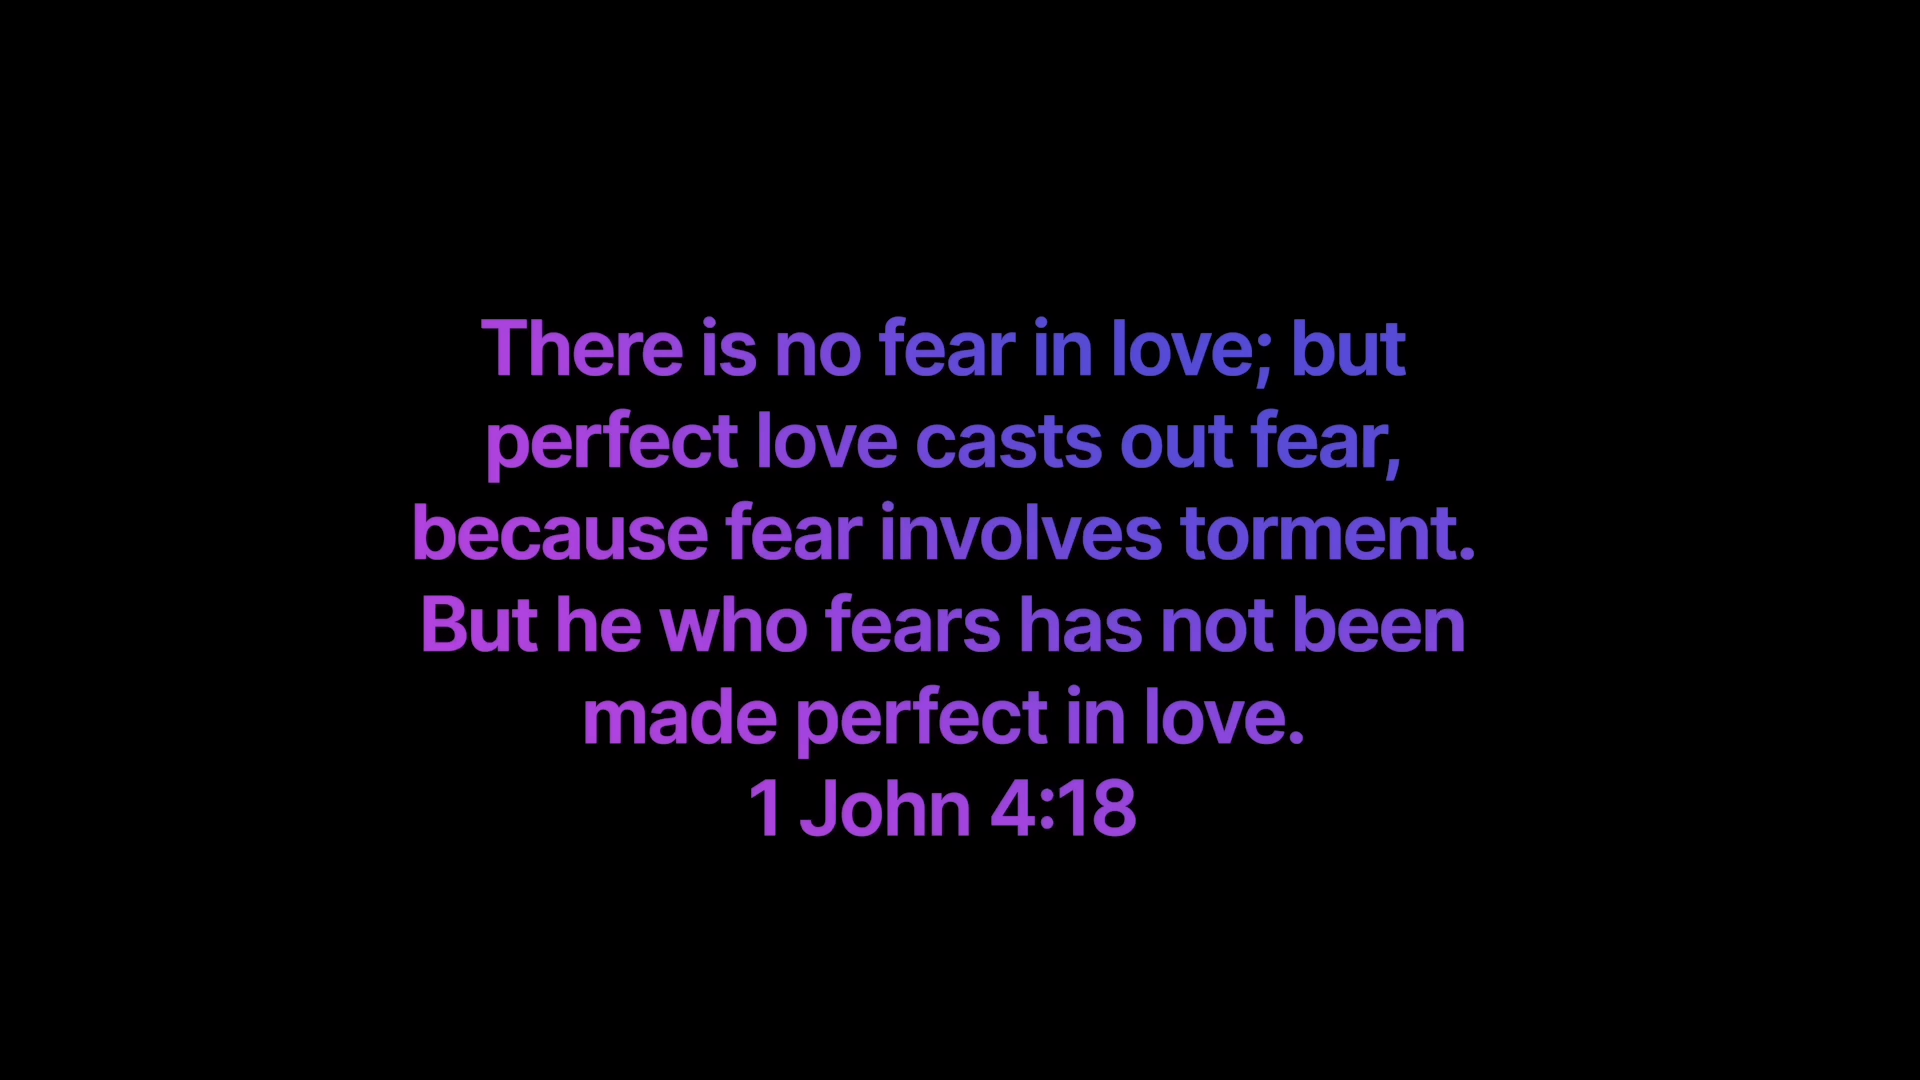 There is no fear in love; but
perfect love casts out fear,
because fear involves torment.
But he who fears has not been
made perfect in love.
1 John 4:18